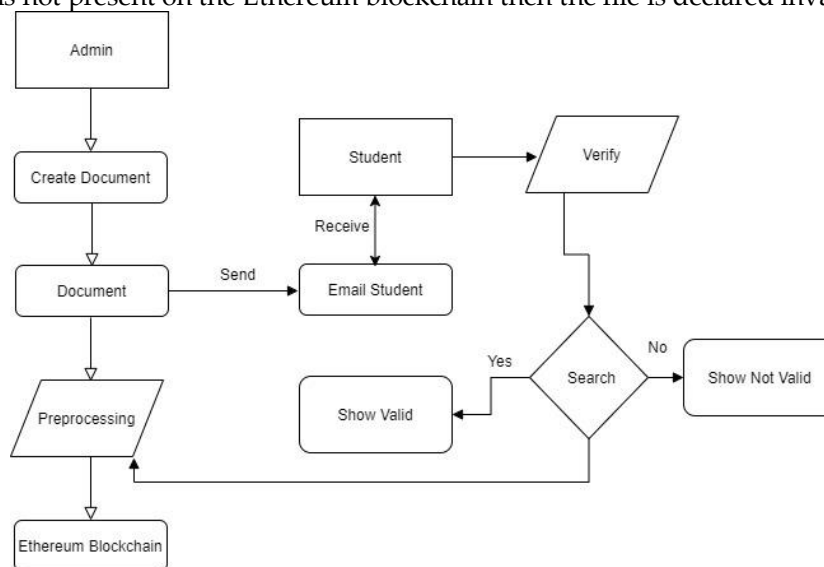 is not present on the Ethereum blockchain then the file is declared
Admin
Create Document
Document
Send
Student
Receive
Email Student
Verify
Search
Yes
No
Show Valid
Show Not Valid
Preprocessing
Ethereum Blockchain